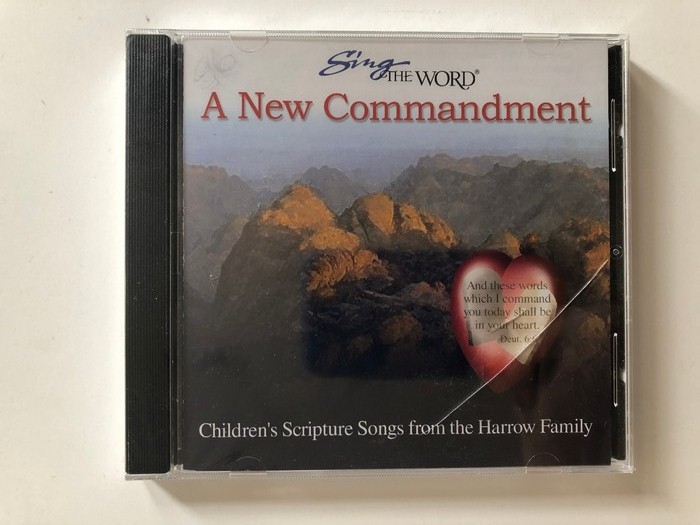 Sing
THE WORD®
A New Commandment
And these words
which I command
you today shall be
in your heart.
Deut. 6:6
Children's Scripture Songs from the Harrow Family